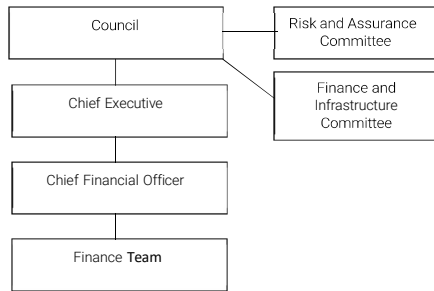 Council
Risk and Assurance
Committee
Finance and
Infrastructure
Committee
Chief Executive
Chief Financial Officer
Finance Team